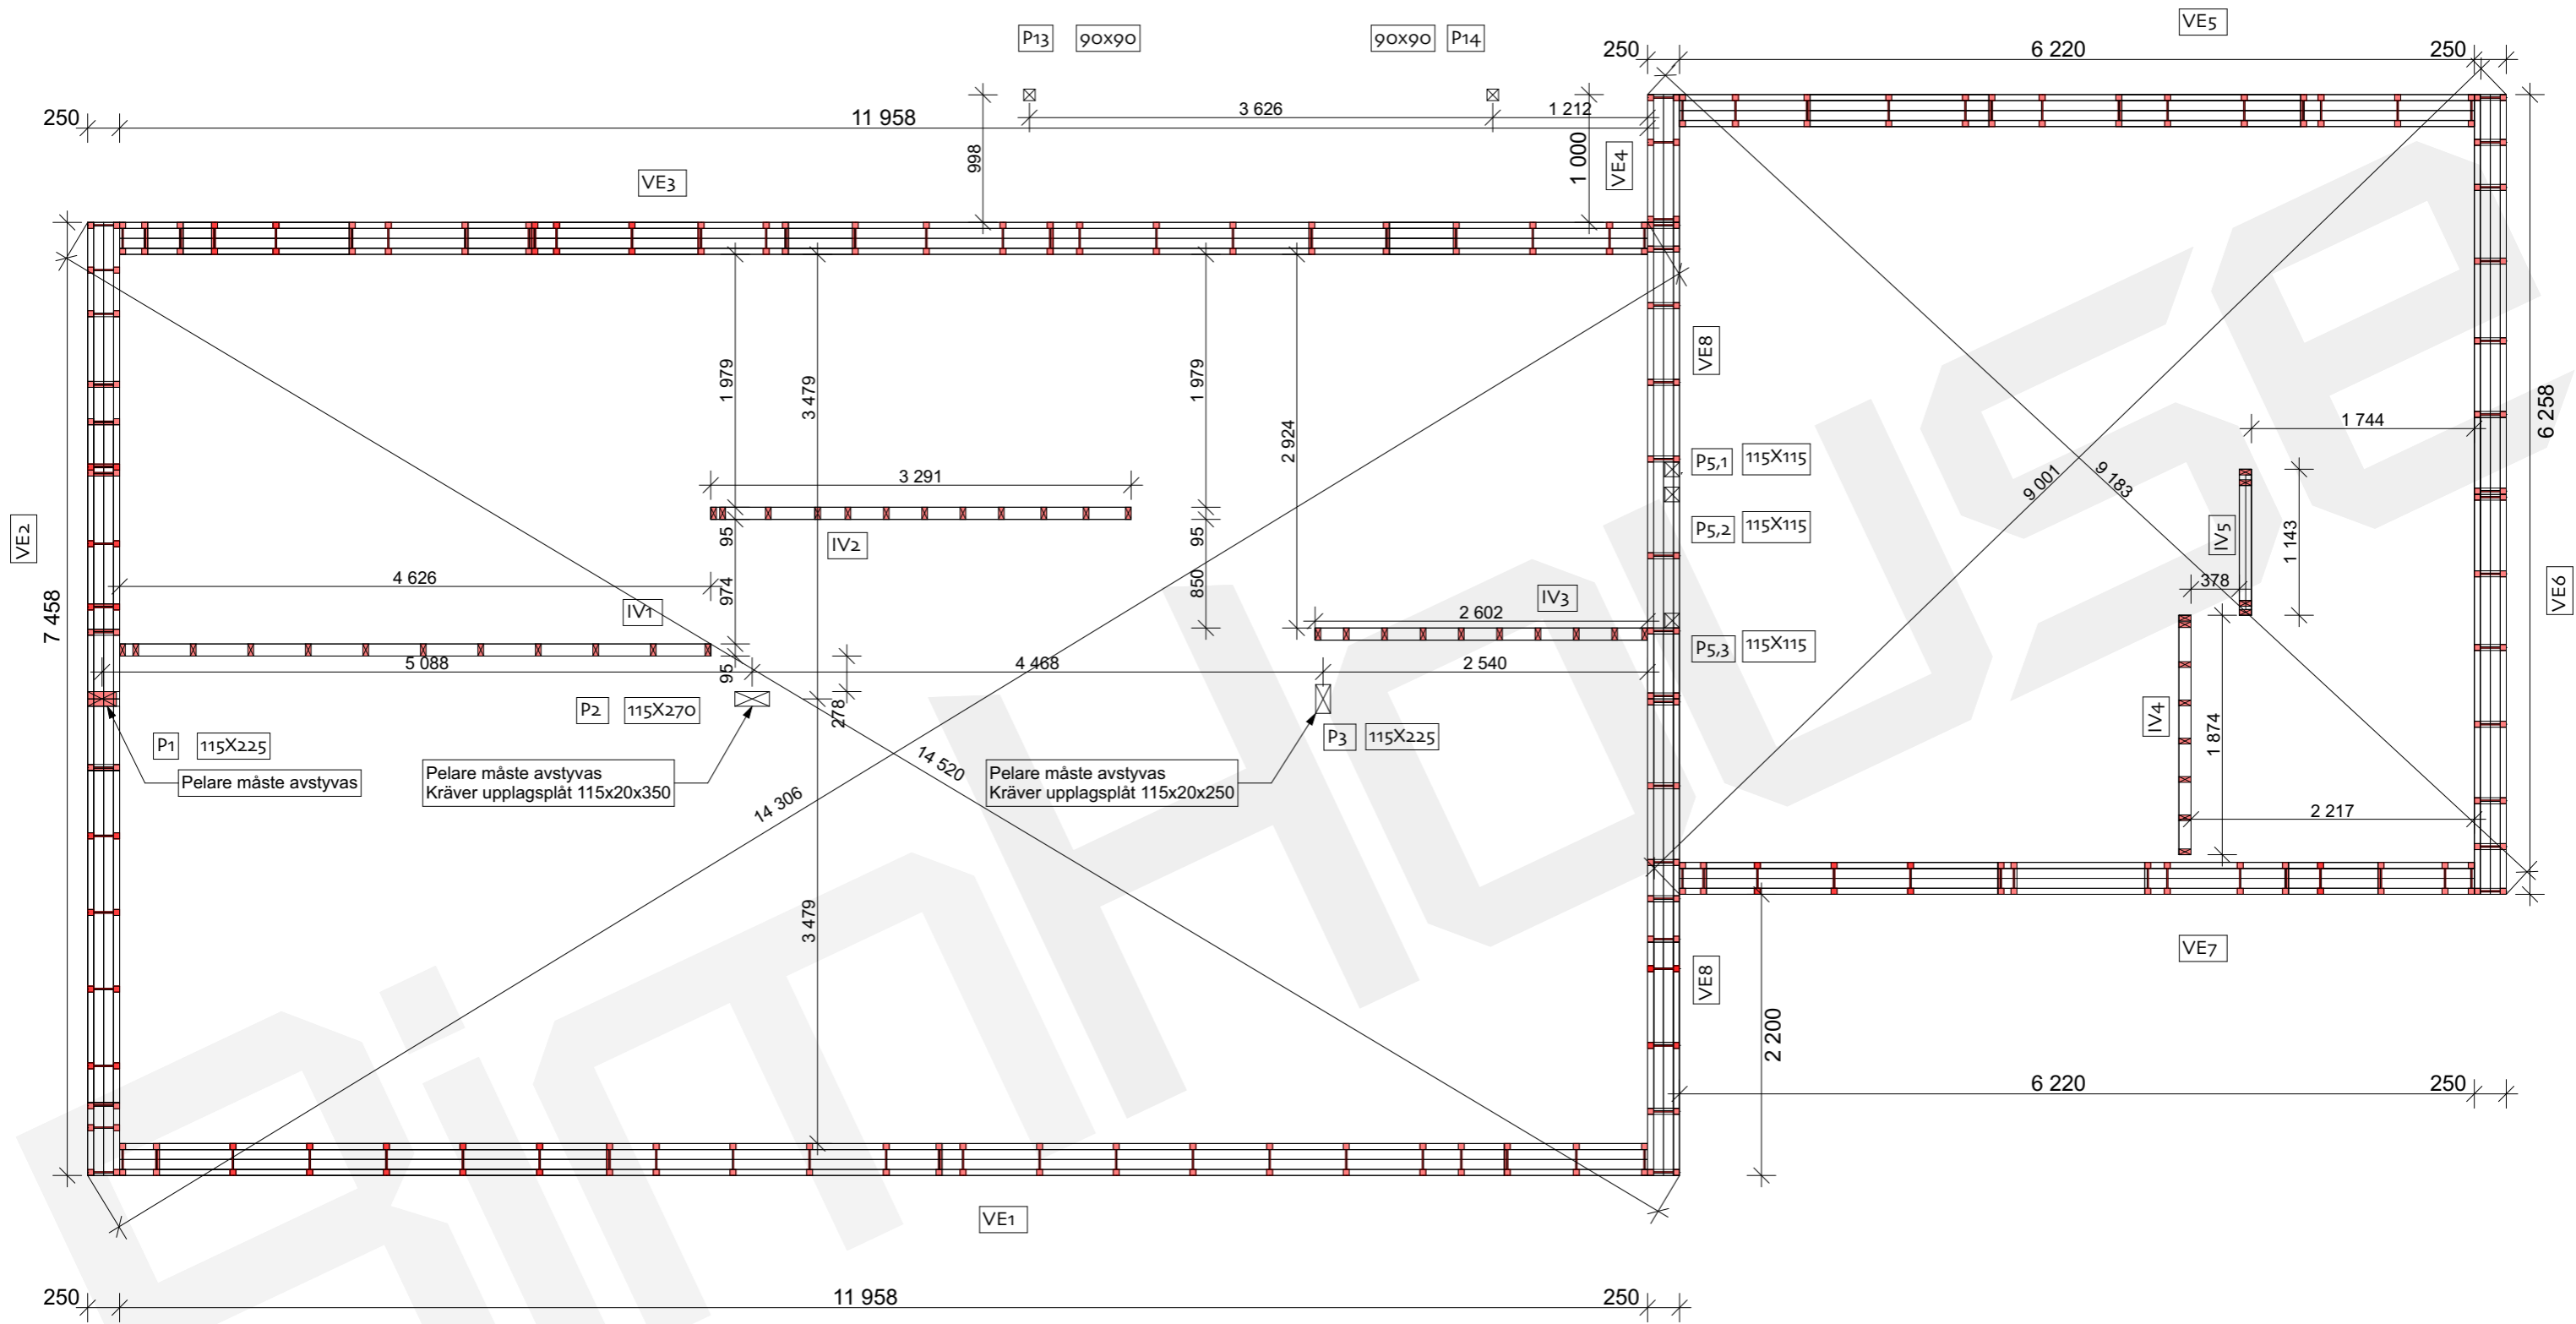 VE5
P13 90x90
90x90 P14
250 6 220 250
250 11 958
3 626 1 212
998
1 000
VE4
VE3
VE8
1 979
3 479
1 979
2 924
3 291
95
974
95
95
850
IV2
P5,1 115X115
P5,2 115X115
P5,3 115X115
9 001
9 183
1 744
IV5
1 143
378
6 258
VE6
VE2
7 458
4 626
IV1
2 602
IV3
5 088
4 468
2 540
278
P2 115X270
P1 115X225
Pelare måste avstyvas
Pelare måste avstyvas
Kräver upplagsplåt 115x20x350
P3 115X225
Pelare måste avstyvas
Kräver upplagsplåt 115x20x250
14 520
14 306
IV4
1 874
2 217
3 479
VE8
VE7
2 200
6 220 250
VE1
250 11 958 250
BIMHOUSE